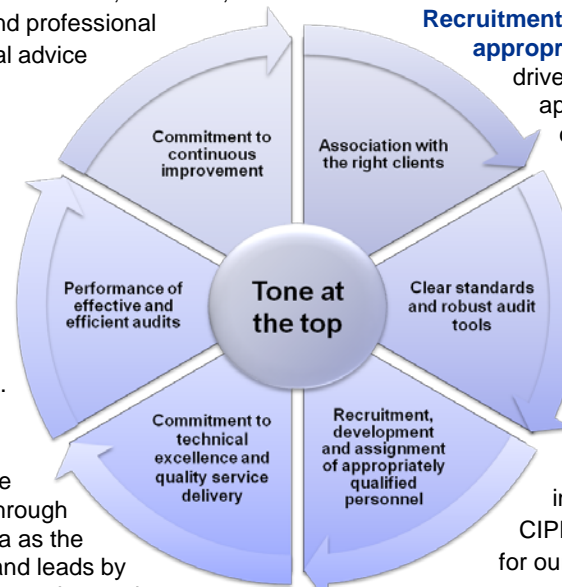 nd professional
al advice
Recruitment
appropr
drive
ap
Commitment to
continuous
improvement
Association with
the right clients
Performance of
effective and
efficient audits
Tone at
the top
Clear standards
and robust audit
tools
Commitment to
technical
excellence and
quality service
delivery
Recruitment,
development
and assignment
of appropriately
qualified
personnel
.
e
hrough
a as the
and leads by
in
CIP
for ou